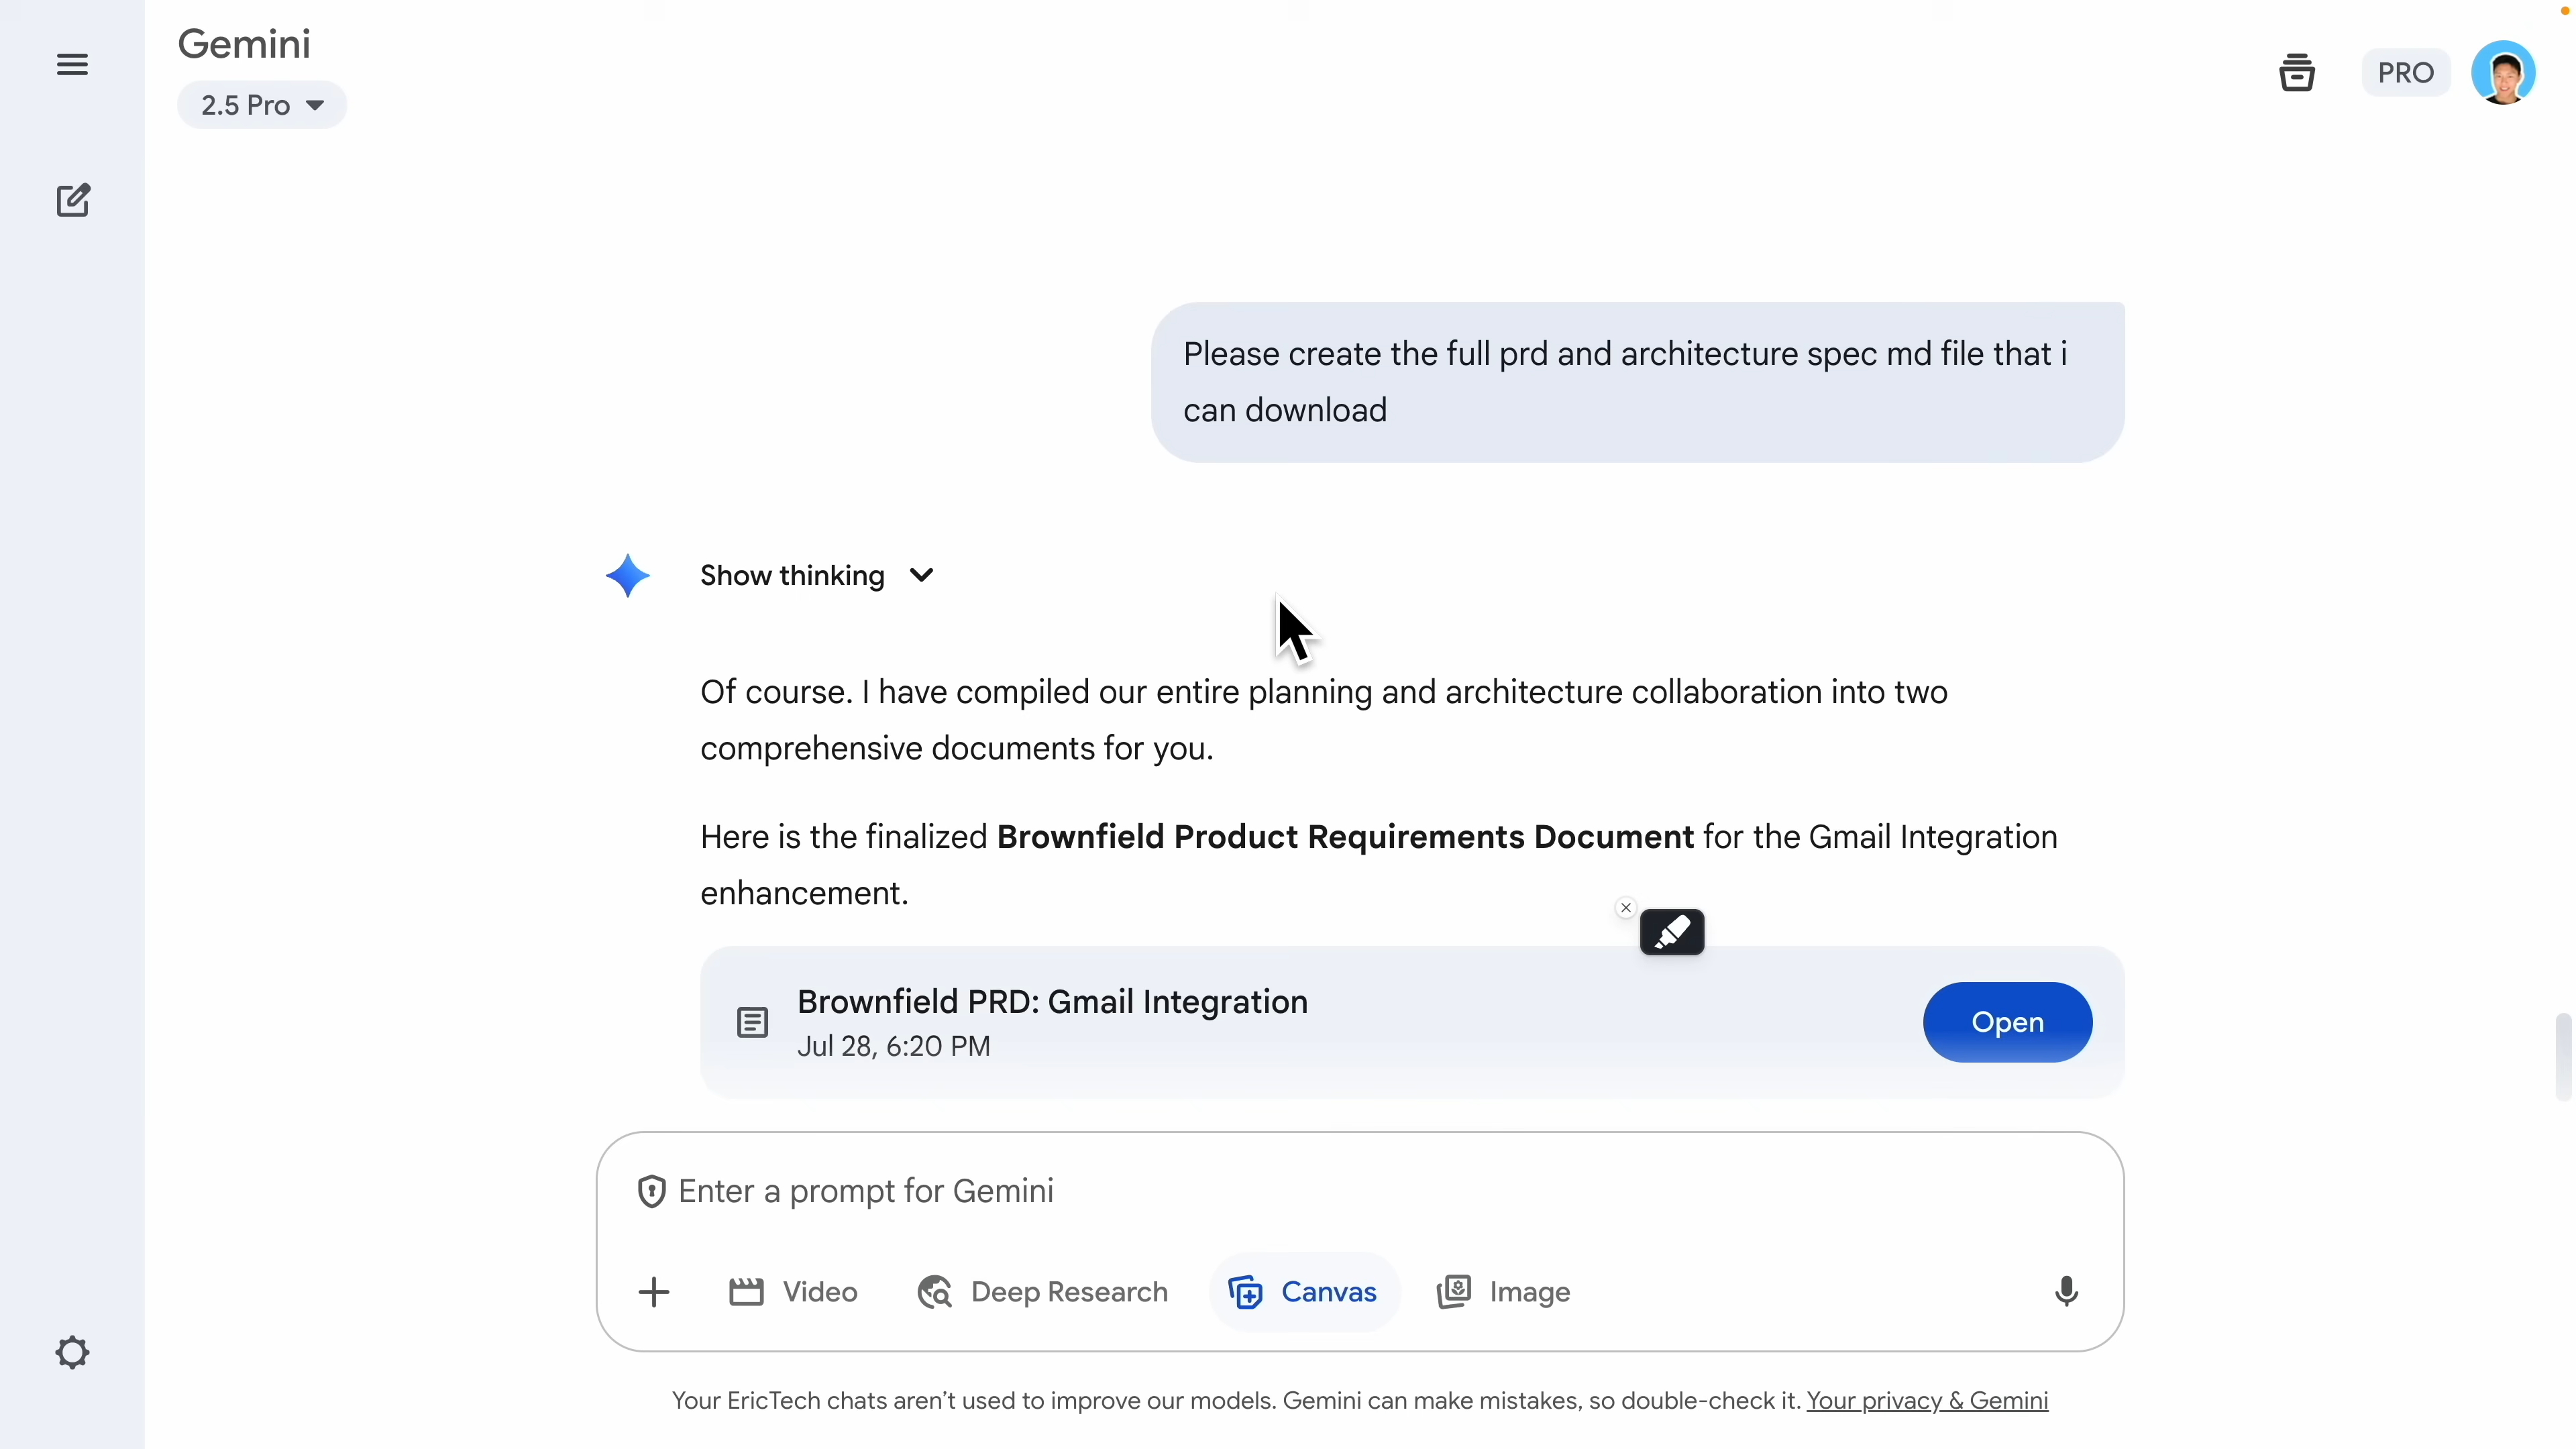 Gemini
2.5 Pro
PRO
Please create the full prd and architecture spec md file that i
can download
Show thinking
Of course. I have compiled our entire planning and architecture collaboration into two
comprehensive documents for you.
Here is the finalized Brownfield Product Requirements Document for the Gmail Integration
enhancement.
Brownfield PRD: Gmail Integration
Jul 28, 6:20 PM
Open
Enter a prompt for Gemini
Video
Deep Research
Canvas
Image
Your EricTech chats aren’t used to improve our models. Gemini can make mistakes, so double-check it. Your privacy & Gemini